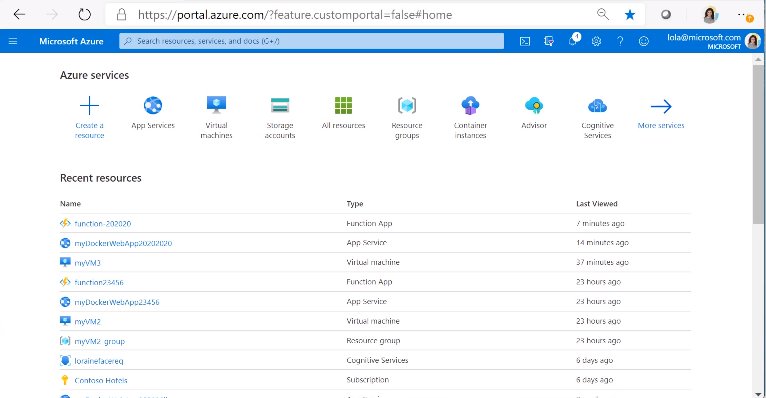 https://portal.azure.com/?feature.customportal=false#home
Microsoft Azure
Search resources, services, and docs (G+/)
4
lola@microsoft.com
MICROSOFT
Azure services
Create a resource
App Services
Virtual machines
Storage accounts
All resources
Resource groups
Container instances
Advisor
Cognitive Services
More services
Recent resources
Name Type Last Viewed
function-202020 Function App 7 minutes ago
myDockerWebApp20202020 App Service 14 minutes ago
myVM3 Virtual machine 37 minutes ago
function23456 Function App 23 hours ago
myDockerWebApp23456 App Service 23 hours ago
myVM2 Virtual machine 23 hours ago
myVM2_group Resource group 23 hours ago
lorainefacereq Cognitive Services 6 days ago
Contoso Hotels Subscription 6 days ago